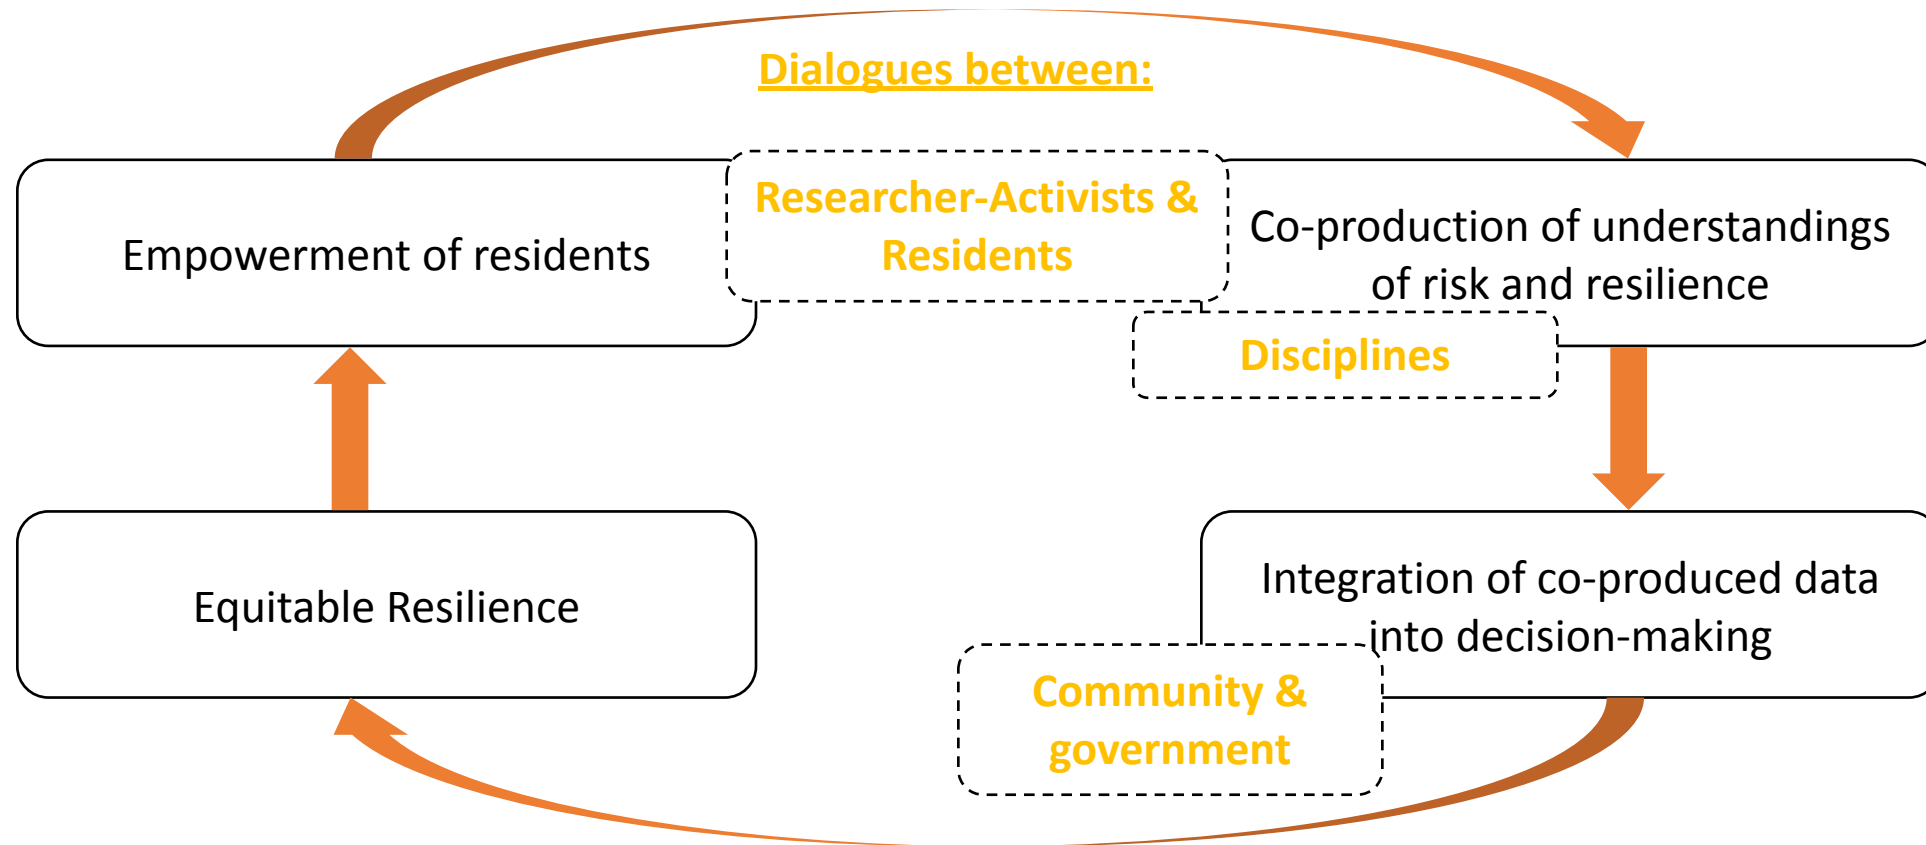 Dialogues between:
Researcher-Activists &
Residents
Empowerment of residents
Co-production of understandings
of risk and resilience
Disciplines
Equitable Resilience
Integration of co-produced data
into decision-making
Community &
government